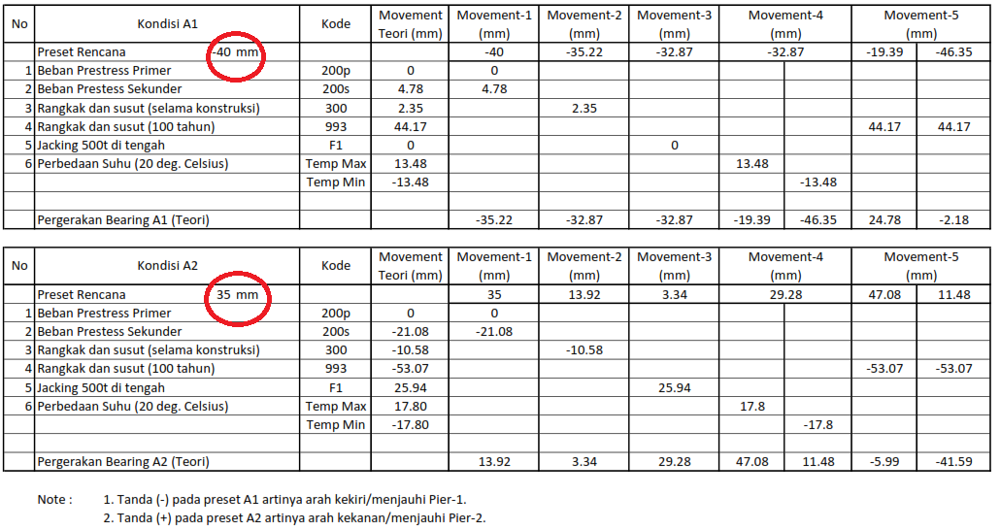 No Kondisi A1 Kode Movement Teori (mm) Movement-1 (mm) Movement-2 (mm) Movement-3 (mm) Movement-4 (mm) Movement-5 (mm)
Preset Rencana -40 mm -40 -35.22 -32.87 -32.87 -19.39 -46.35
1 Beban Prestress Primer 200p 0 0
2 Beban Prestess Sekunder 200s 4.78 4.78
3 Rangkak dan susut (selama konstruksi) 300 2.35 2.35
4 Rangkak dan susut (100 tahun) 993 44.17 44.17 44.17
5 Jacking 500t di tengah F1 0 0
6 Perbedaan Suhu (20 deg. Celsius) Temp Max 13.48 13.48
Temp Min -13.48 -13.48
Pergerakan Bearing A1 (Teori) -35.22 -32.87 -32.87 -19.39 -46.35 24.78 -2.18
No Kondisi A2 Kode Movement Teori (mm) Movement-1 (mm) Movement-2 (mm) Movement-3 (mm) Movement-4 (mm) Movement-5 (mm)
Preset Rencana 35 mm 35 13.92 3.34 29.28 47.08 11.48
1 Beban Prestress Primer 200p 0 0
2 Beban Prestess Sekunder 200s -21.08 -21.08
3 Rangkak dan susut (selama konstruksi) 300 -10.58 -10.58
4 Rangkak dan susut (100 tahun) 993 -53.07 -53.07 -53.07
5 Jacking 500t di tengah F1 25.94 25.94
6 Perbedaan Suhu (20 deg. Celsius) Temp Max 17.80 17.8
Temp Min -17.80 -17.8
Pergerakan Bearing A2 (Teori) 13.92 3.34 29.28 47.08 11.48 -5.99 -41.59
Note : 1. Tanda (-) pada preset A1 artinya arah kekiri/menjauhi Pier-1.
2. Tanda (+) pada preset A2 artinya arah kekanan/menjauhi Pier-2.